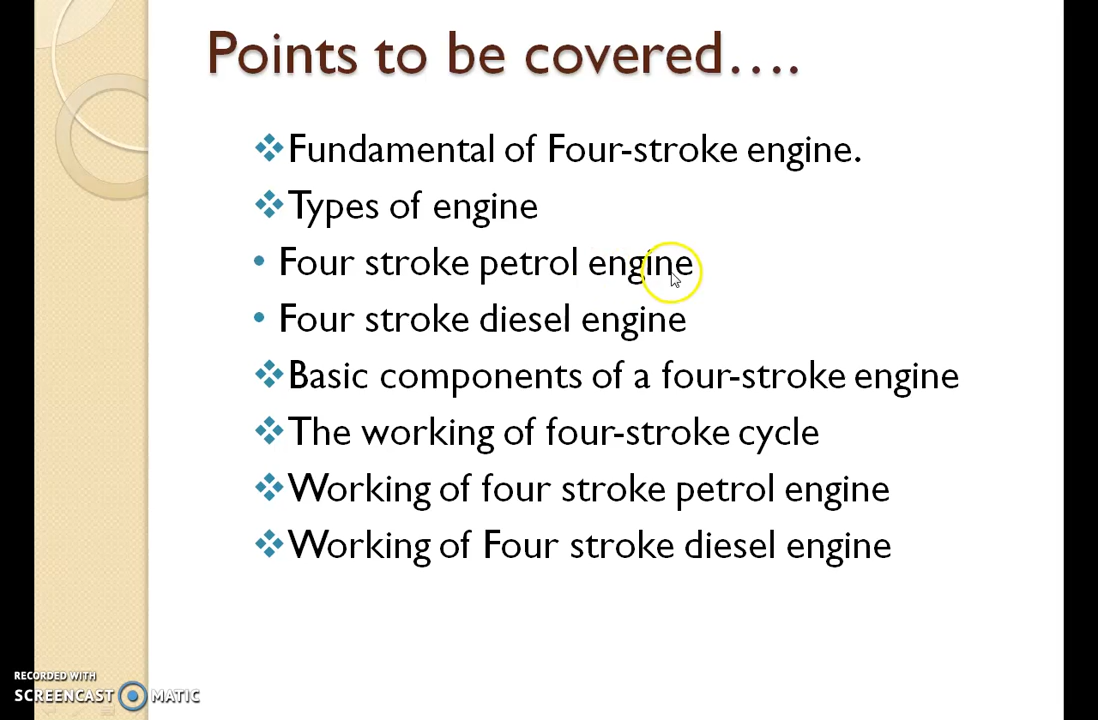 Points to be covered....
Fundamental of Four-stroke engine.
Types of engine
Four stroke petrol engine
Four stroke diesel engine
Basic components of a four-stroke engine
The working of four-stroke cycle
Working of four stroke petrol engine
Working of Four stroke diesel engine
RECORDED WITH
SCREENCAST MATIC